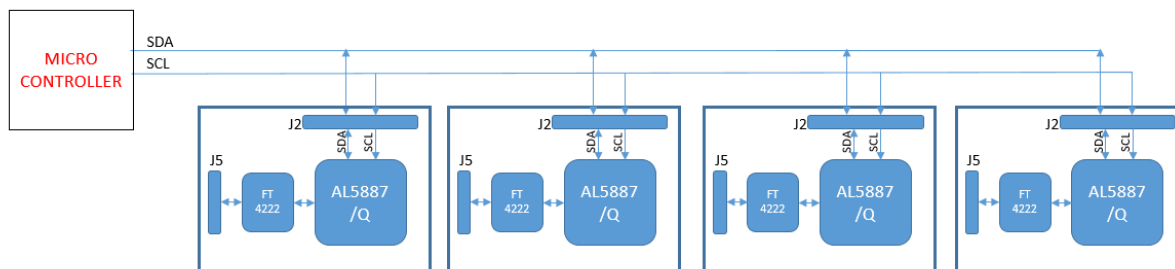 MICRO
CONTROLLER
SDA
SCL
J2
SDA
SCL
J5
FT
4222
AL5887
/Q
J2
SDA
SCL
J5
FT
4222
AL5887
/Q
J2
SDA
SCL
J5
FT
4222
AL5887
/Q
J2
SDA
SCL
J5
FT
4222
AL5887
/Q